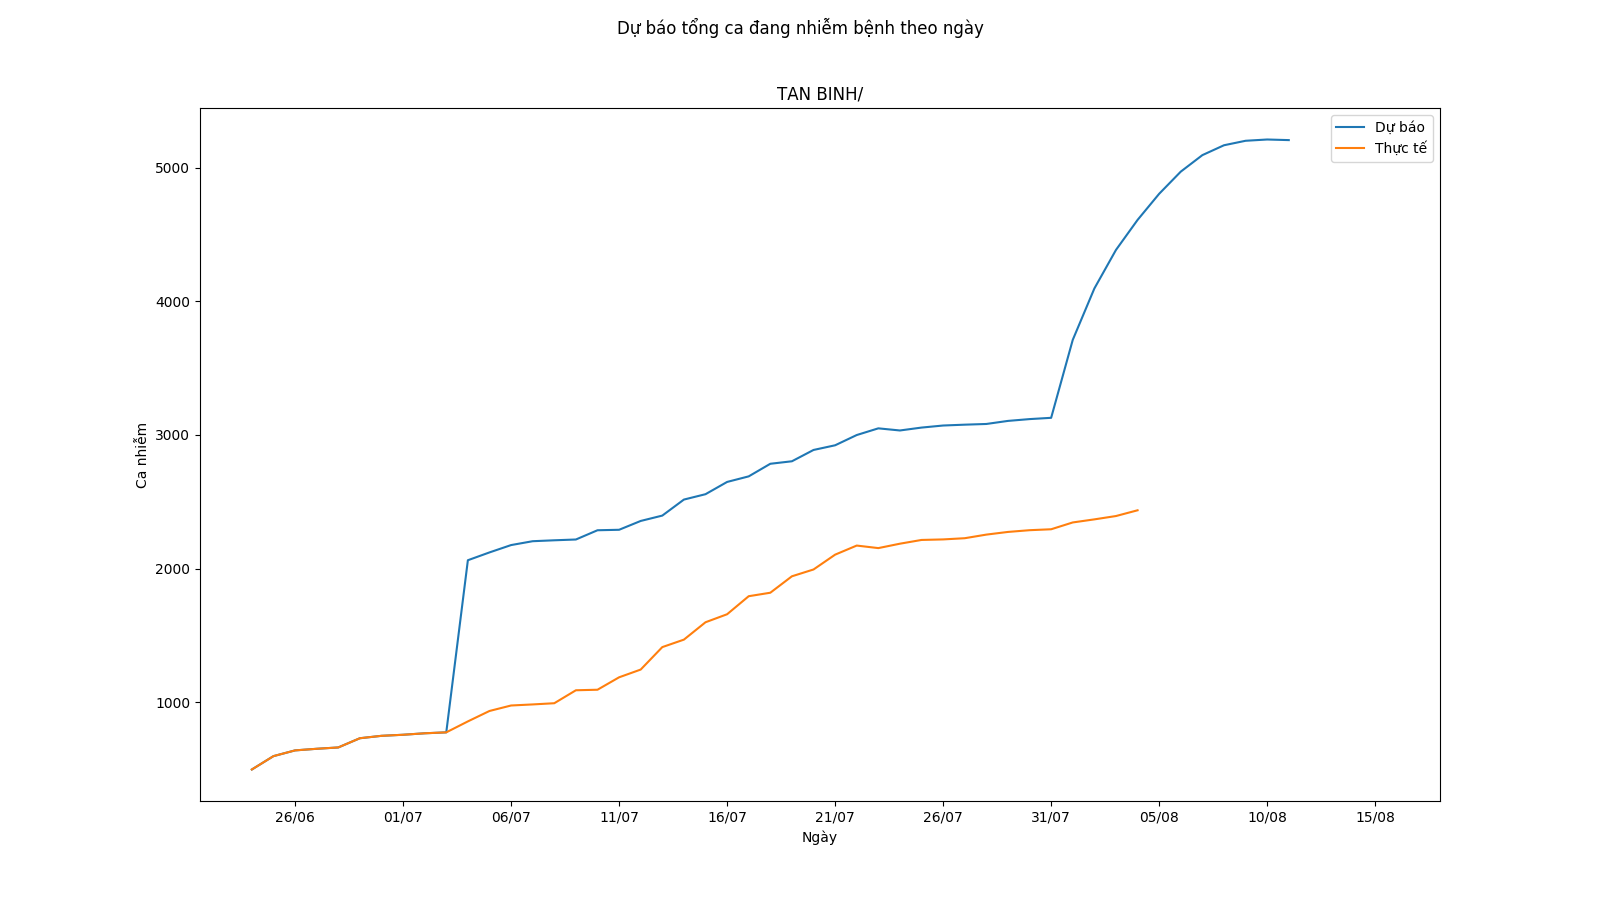 Dự báo tổng ca đang nhiễm bệnh theo ngày
TAN BINH/
Dự báo
Thực tế
5000
4000
3000
2000
1000
Ca nhiễm
26/06 01/07 06/07 11/07 16/07 21/07 26/07 31/07 05/08 10/08 15/08
Ngày